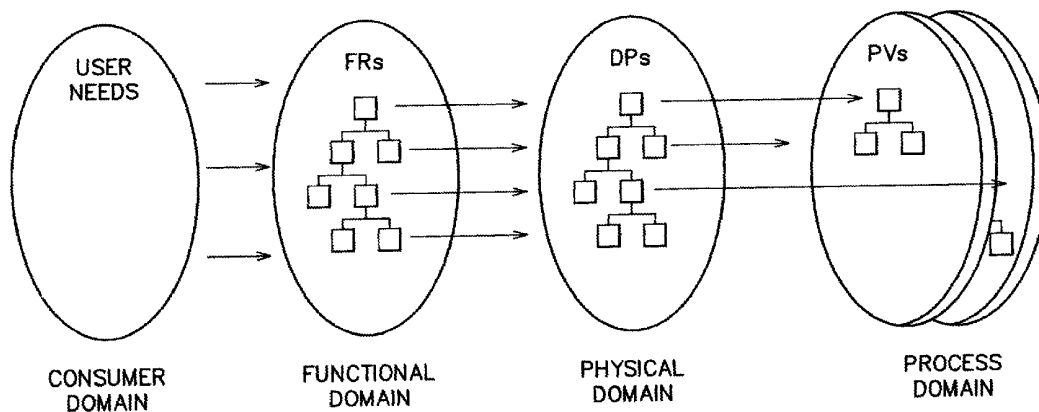 USER
NEEDS
FRs
DPs
PVs
CONSUMER
DOMAIN
FUNCTIONAL
DOMAIN
PHYSICAL
DOMAIN
PROCESS
DOMAIN